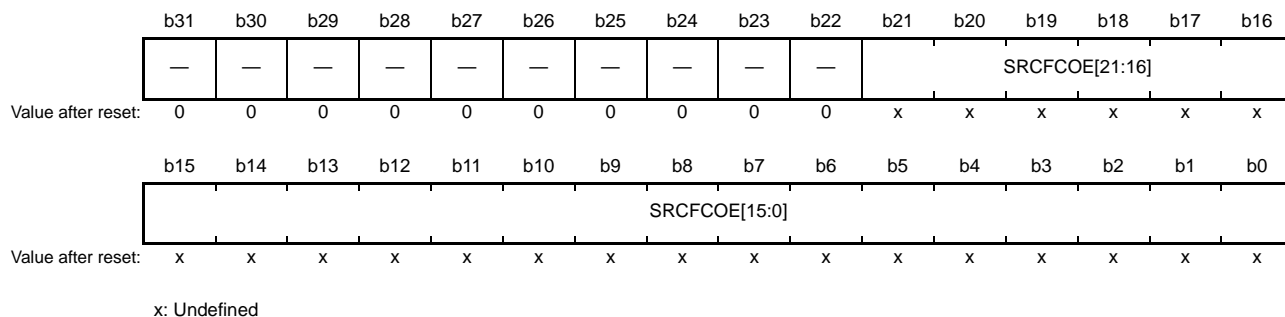 b31 b30 b29 b28 b27 b26 b25 b24 b23 b22 b21 b20 b19 b18 b17 b16
— — — — — — — — — — SRCFCOE[21:16]
Value after reset: 0 0 0 0 0 0 0 0 0 0 x x x x x x
b15 b14 b13 b12 b11 b10 b9 b8 b7 b6 b5 b4 b3 b2 b1 b0
SRCFCOE[15:0]
Value after reset: x x x x x x x x x x x x x x x x
x: Undefined